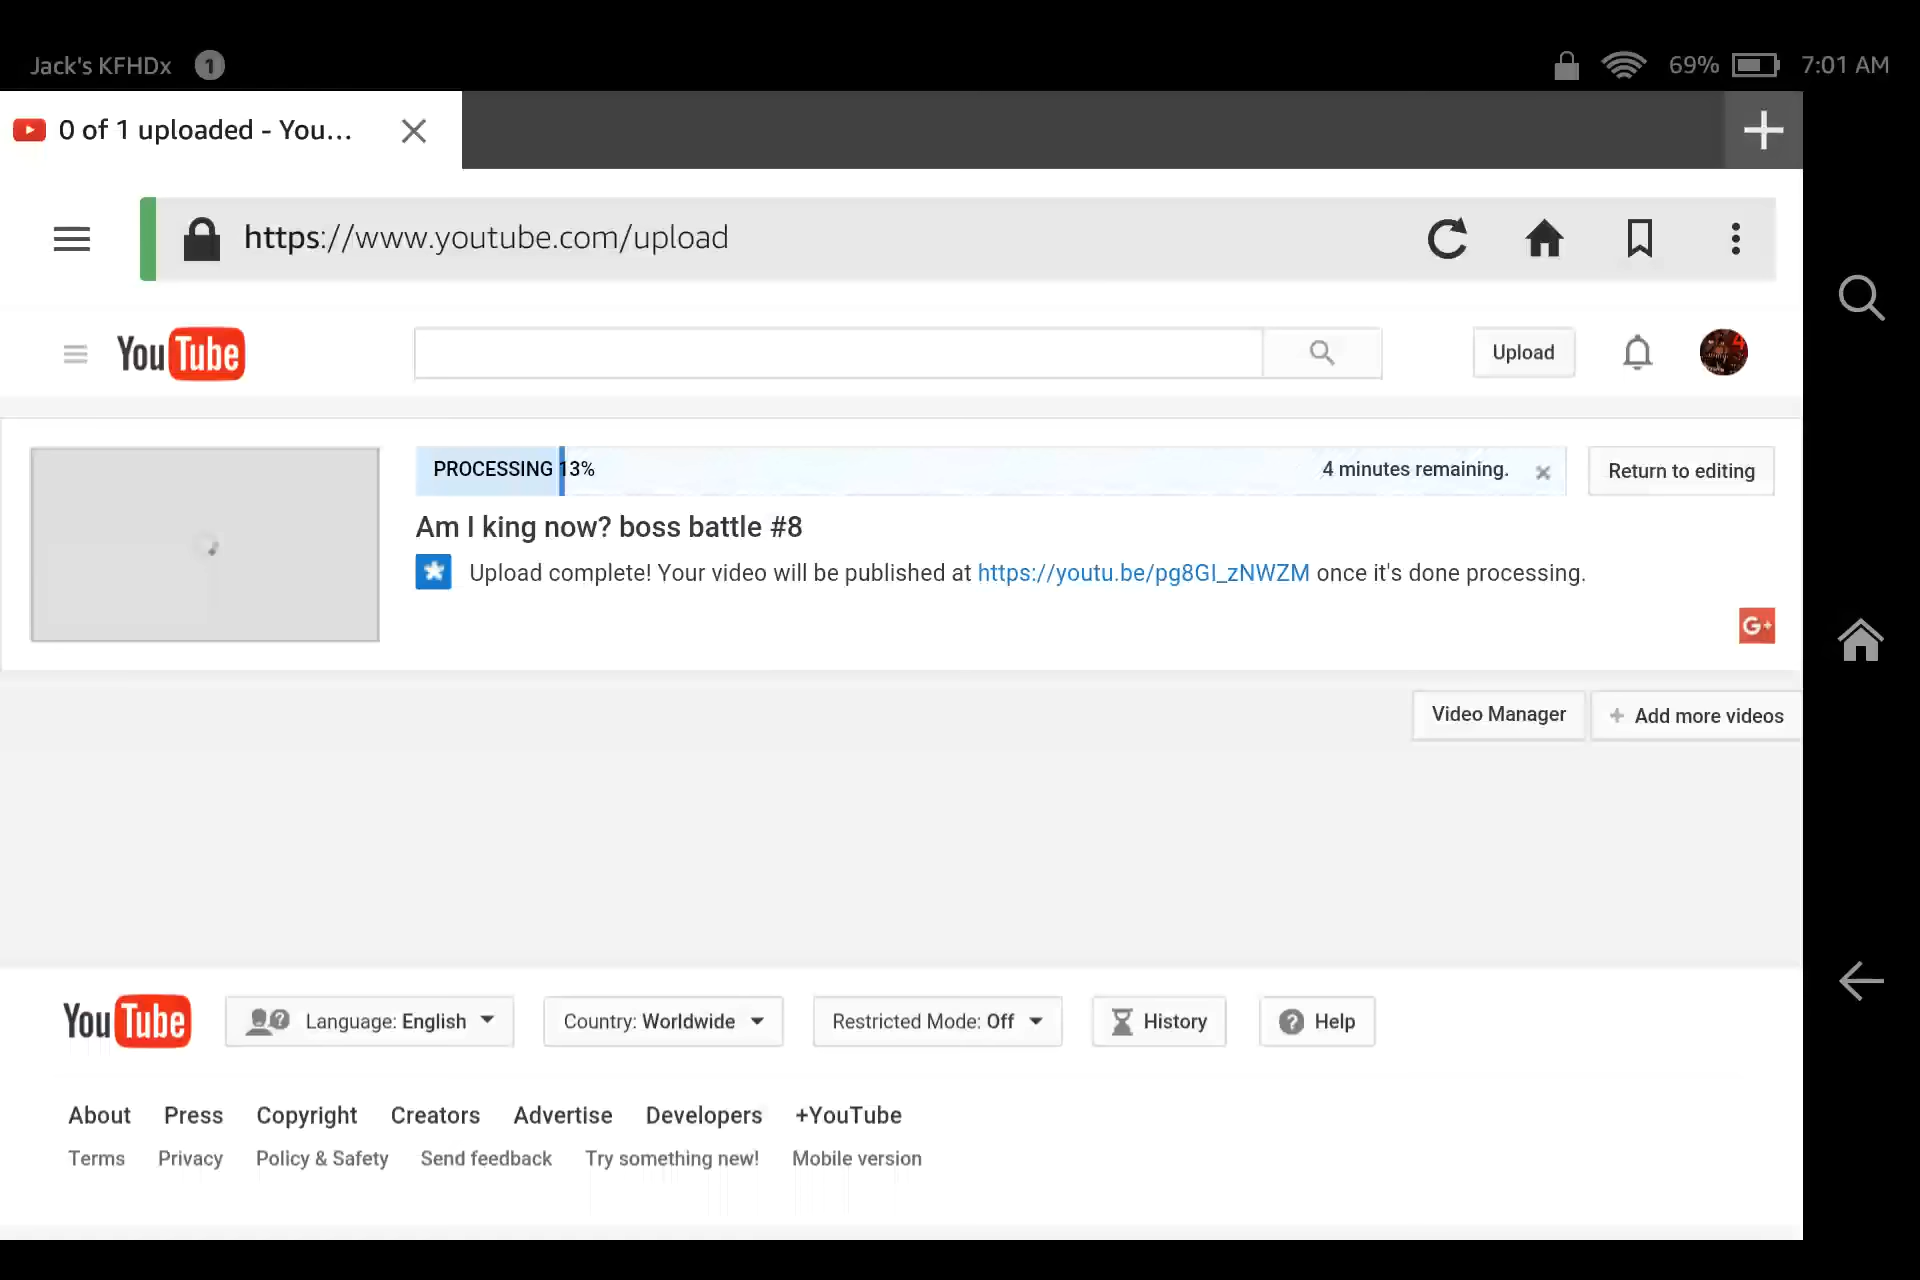 Jack's KFHDx 1 69% 7:01 AM
0 of 1 uploaded - You...
https://www.youtube.com/upload
YouTube Upload 4
PROCESSING 13% 4 minutes remaining. Return to editing
Am I king now? boss battle #8
Upload complete! Your video will be published at https://youtu.be/pg8GI_zNWZM once it's done processing.
G+
Video Manager + Add more videos
YouTube Language: English Country: Worldwide Restricted Mode: Off History ? Help
About Press Copyright Creators Advertise Developers +YouTube
Terms Privacy Policy & Safety Send feedback Try something new! Mobile version